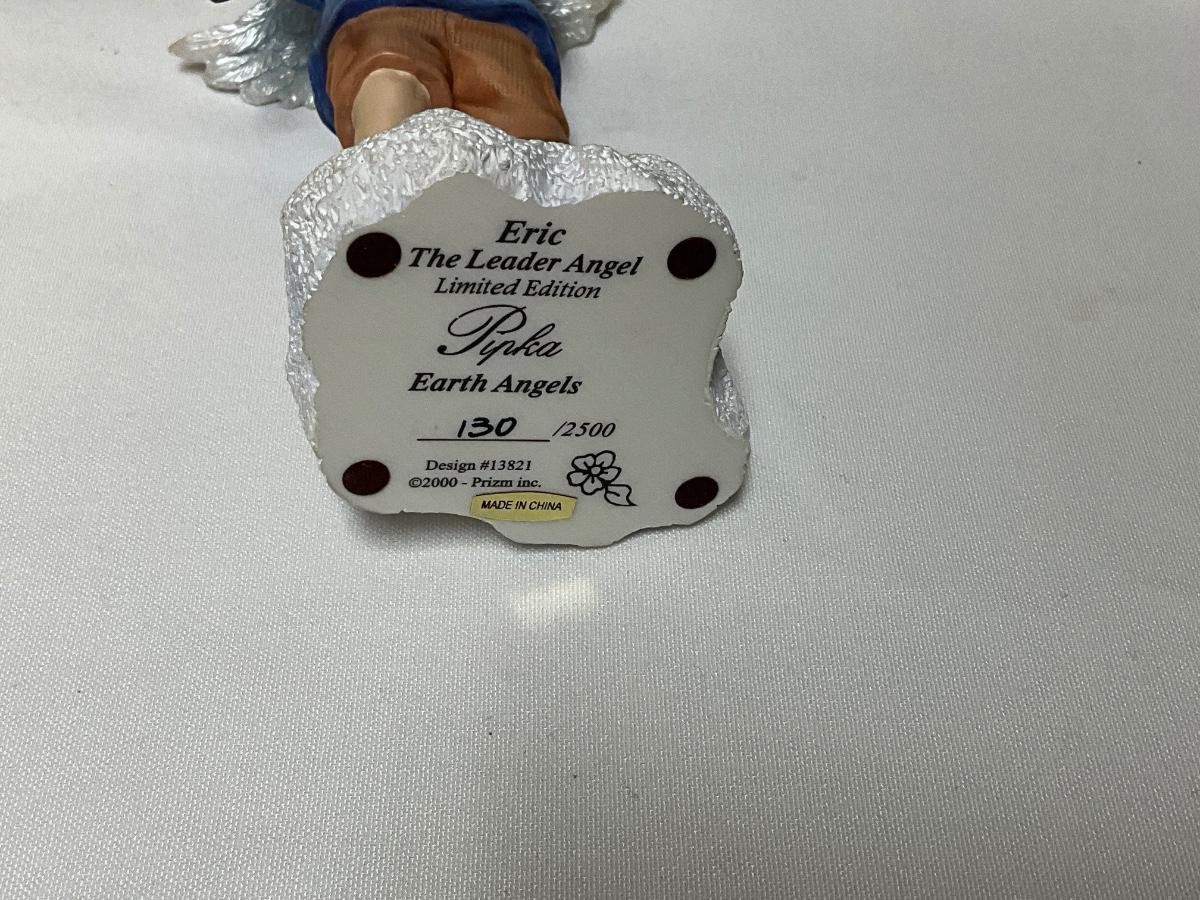 Eric
The Leader Angel
Limited Edition
Pipka
Earth Angels
130 /2500
Design #13821
©2000 - Prizm inc.
MADE IN CHINA